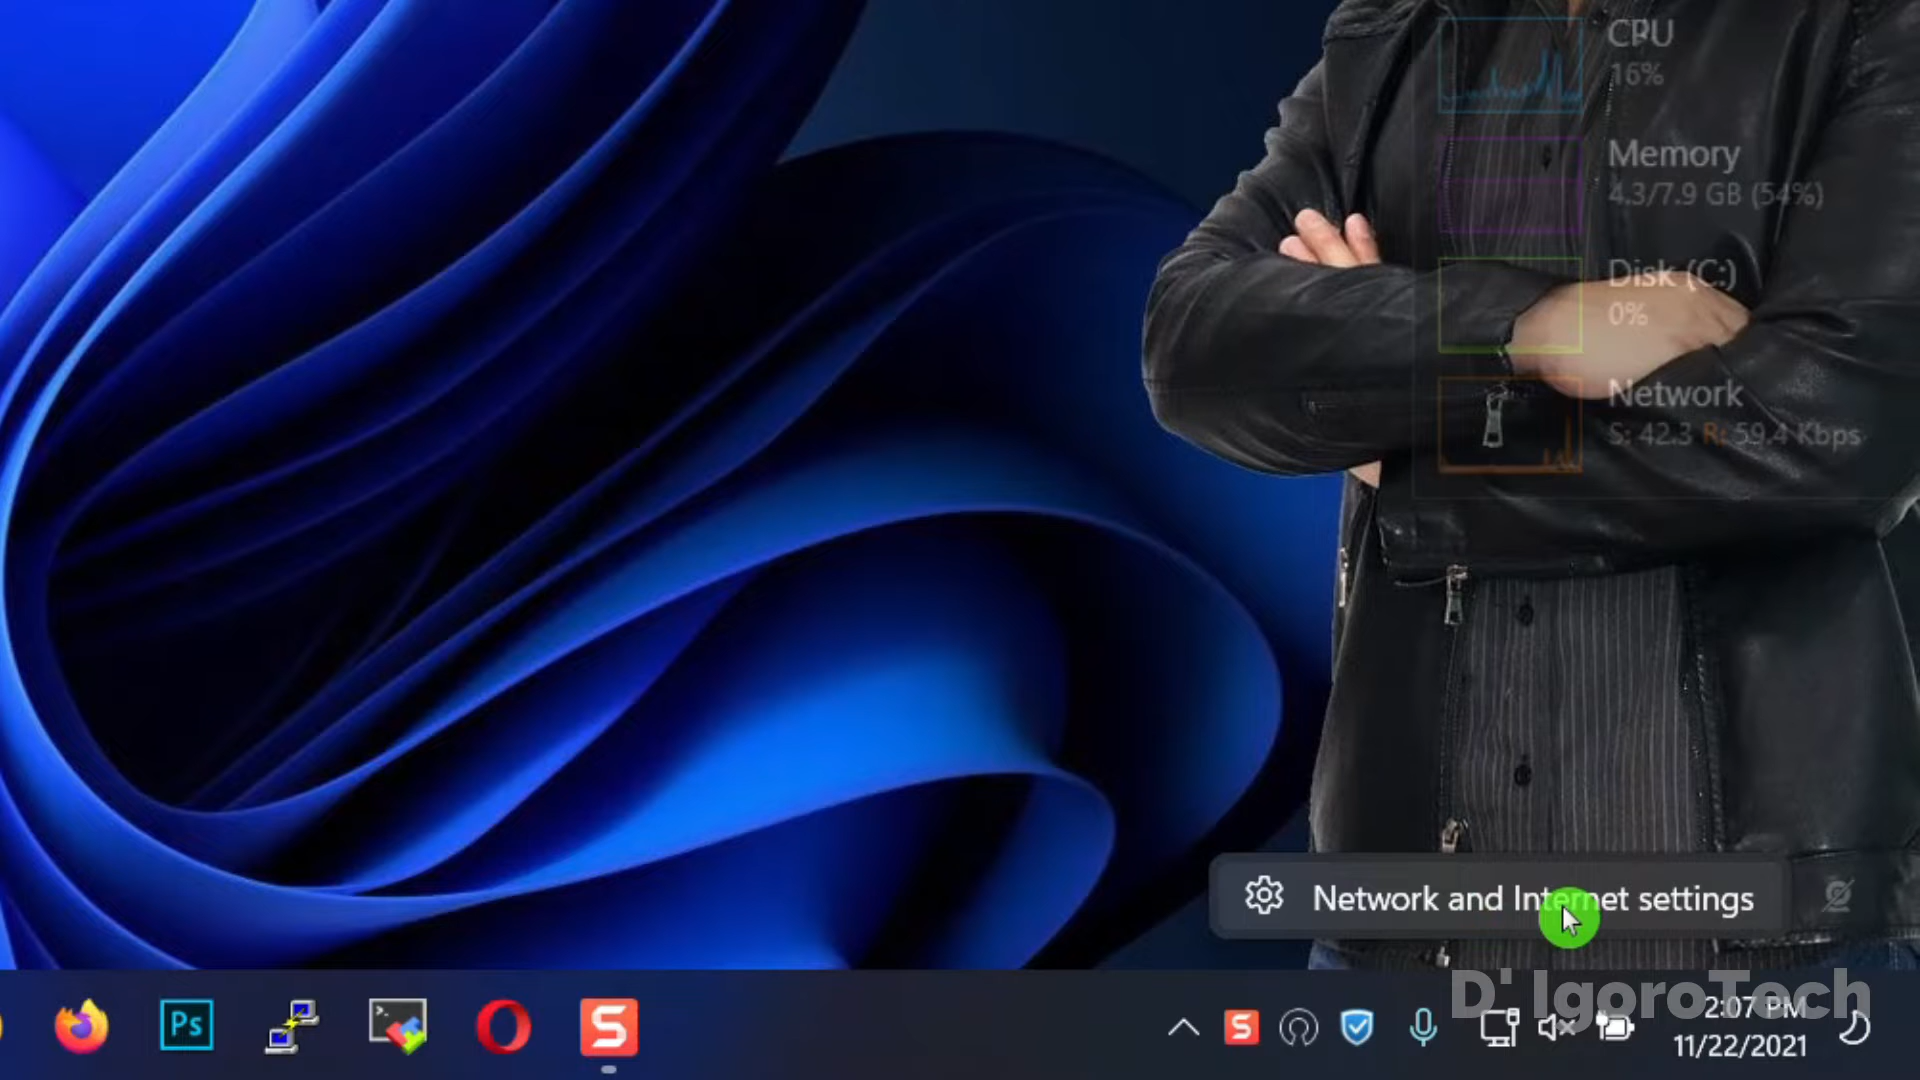 CPU
16%
Memory
4.3/7.9 GB (54%)
Disk (C:)
0%
Network
S: 42.3 R: 59.4 Kbps
Network and Internet settings
D' IgoroTech
Ps
S
S
2:07 PM
11/22/2021